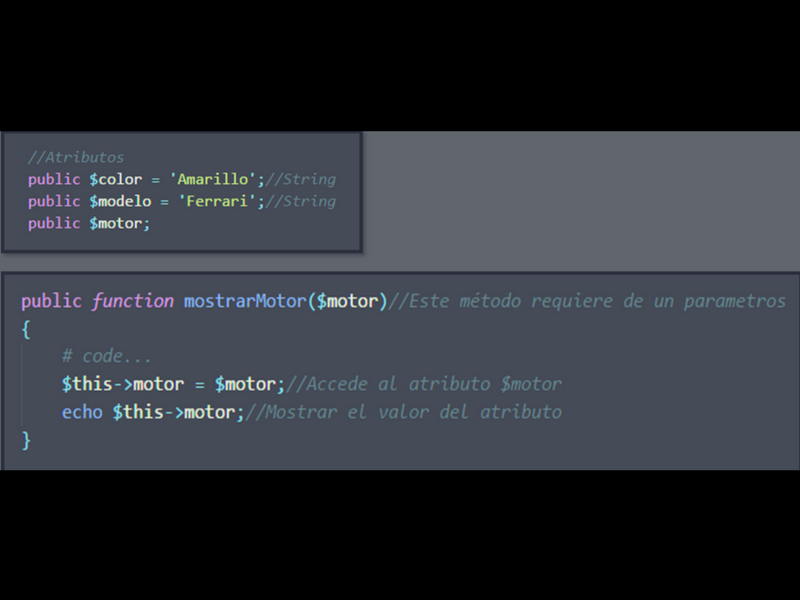 //Atributos
public $color = 'Amarillo';//String
public $modelo = 'Ferrari';//String
public $motor;
public function mostrarMotor($motor)//Este método requiere de un parametros
{
# code...
$this->motor = $motor;//Accede al atributo $motor
echo $this->motor;//Mostrar el valor del atributo
}